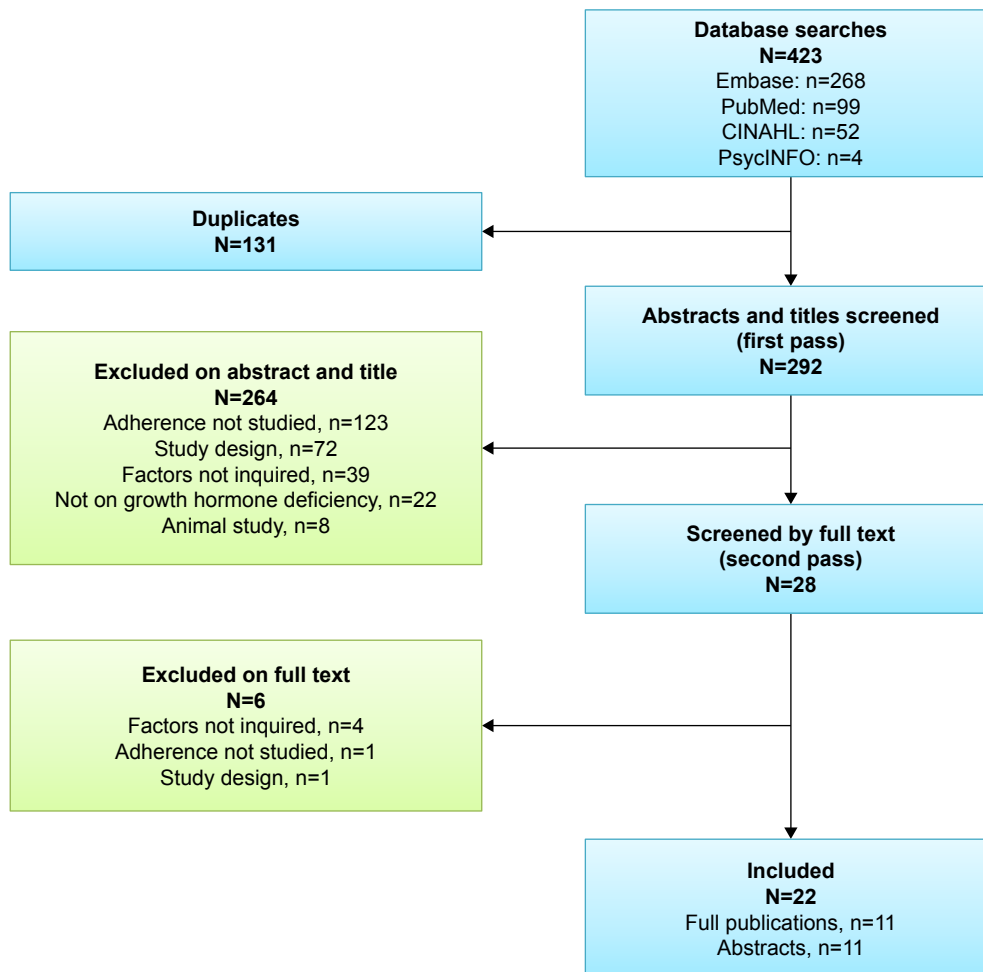 Database searches
N=423
Embase: n=268
PubMed: n=99
CINAHL: n=52
PsycINFO: n=4
Duplicates
N=131
Abstracts and titles screened
(first pass)
N=292
Excluded on abstract and title
N=264
Adherence not studied, n=123
Study design, n=72
Factors not inquired, n=39
Not on growth hormone deficiency, n=22
Animal study, n=8
Screened by full text
(second pass)
N=28
Excluded on full text
N=6
Factors not inquired, n=4
Adherence not studied, n=1
Study design, n=1
Included
N=22
Full publications, n=11
Abstracts, n=11